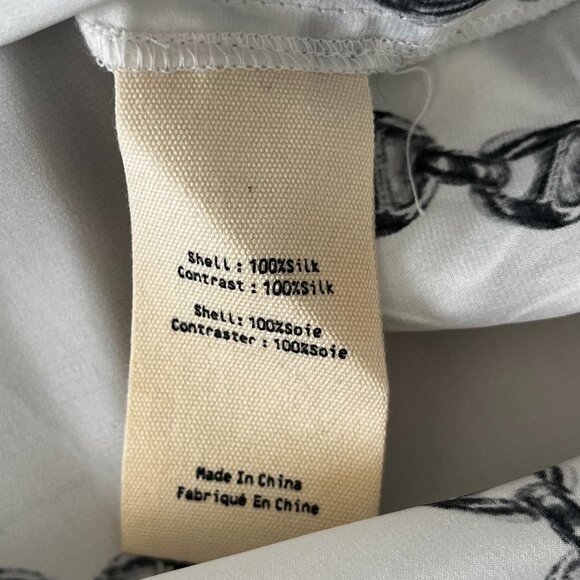 Shell : 100%Silk
Contrast : 100%Silk
Shell:100%Soie
Contraster : 100%Soie
Made In China
Fabriqué En Chine